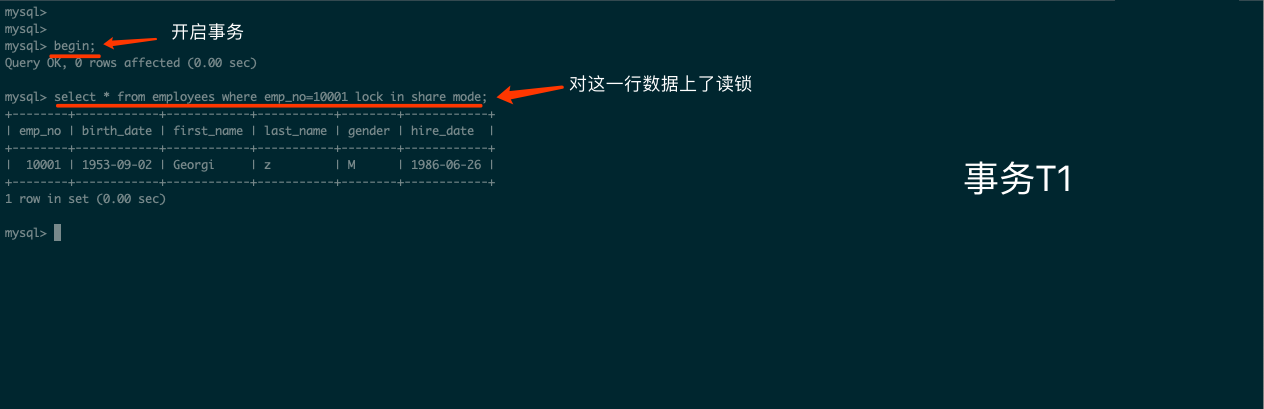 mysql>
mysql>
mysql> begin;
开启事务
Query OK, 0 rows affected (0.00 sec)
mysql> select * from employees where emp_no=10001 lock in share mode;
对这一行数据上了读锁
+--------+------------+------------+-----------+--------+------------+
| emp_no | birth_date | first_name | last_name | gender | hire_date  |
+--------+------------+------------+-----------+--------+------------+
|  10001 | 1953-09-02 | Georgi     | z         | M      | 1986-06-26 |
+--------+------------+------------+-----------+--------+------------+
事务T1
1 row in set (0.00 sec)
mysql>